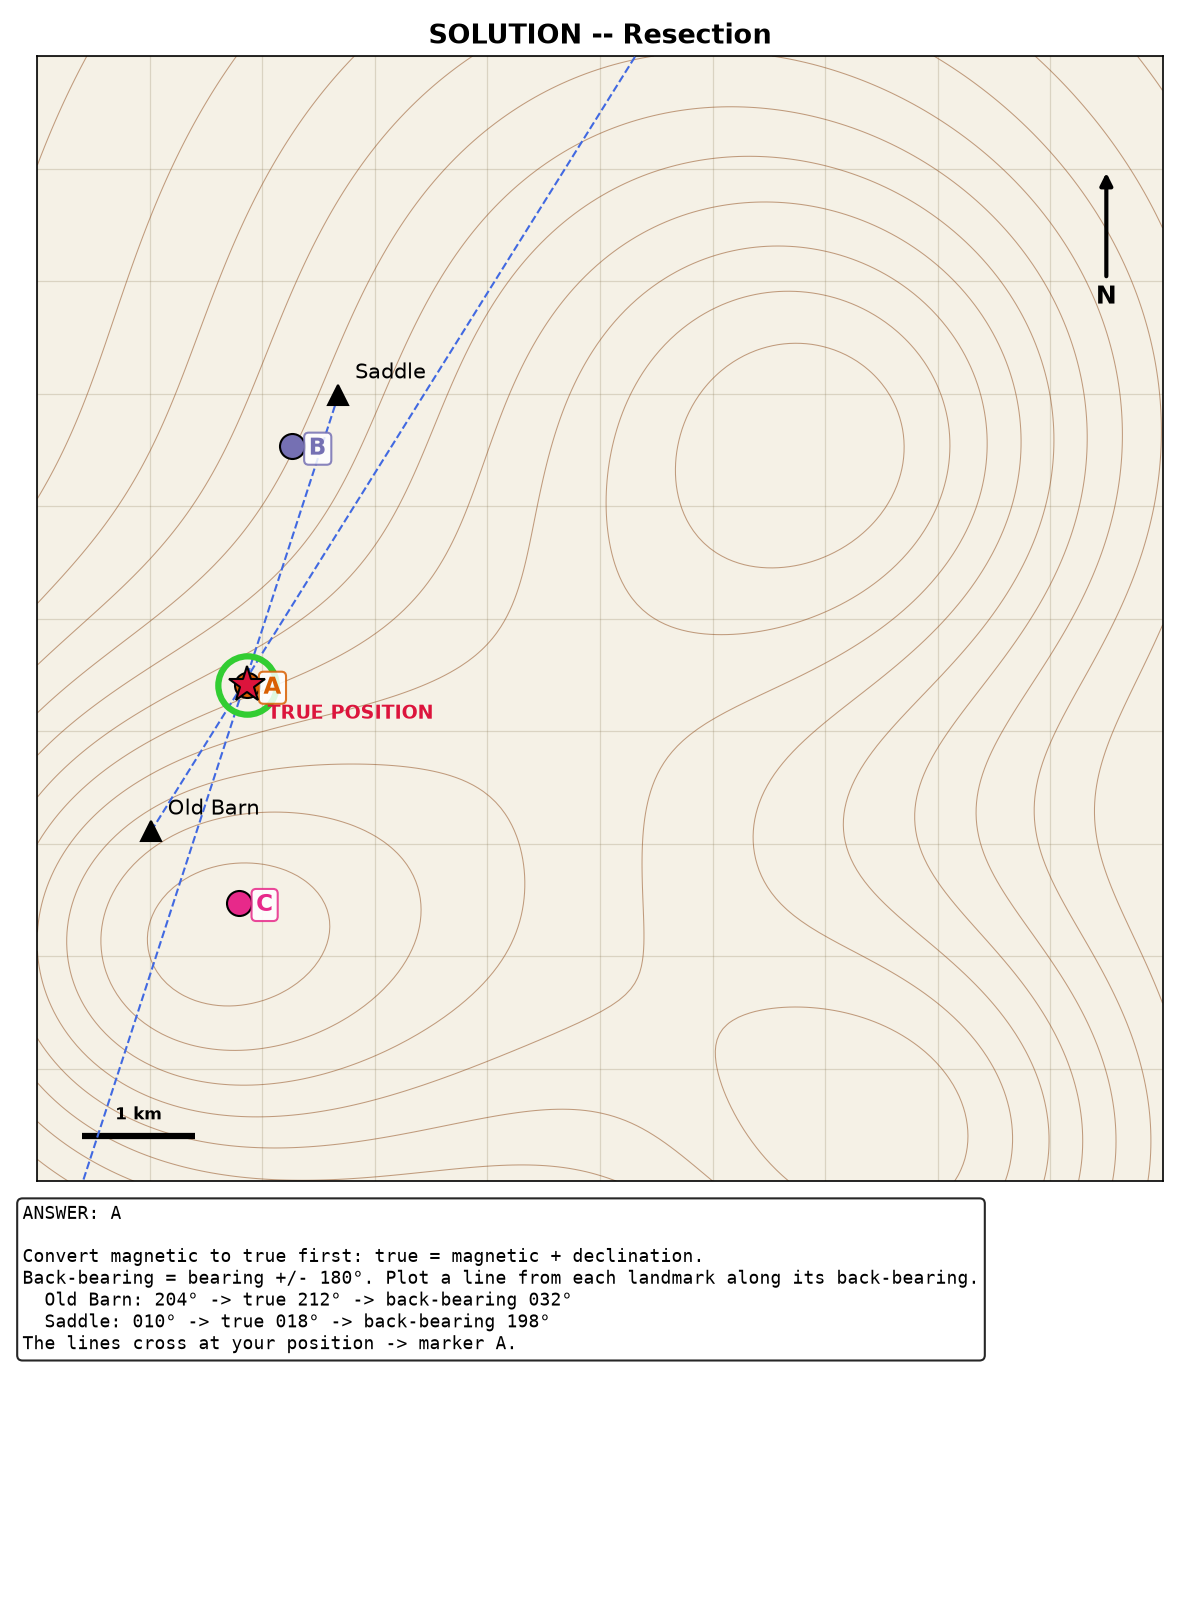 SOLUTION -- Resection
N
Saddle
B
A
TRUE POSITION
Old Barn
C
1 km
ANSWER: A
Convert magnetic to true first: true = magnetic + declination.
Back-bearing = bearing +/- 180°. Plot a line from each landmark along its back-bearing.
Old Barn: 204° -> true 212° -> back-bearing 032°
Saddle: 010° -> true 018° -> back-bearing 198°
The lines cross at your position -> marker A.